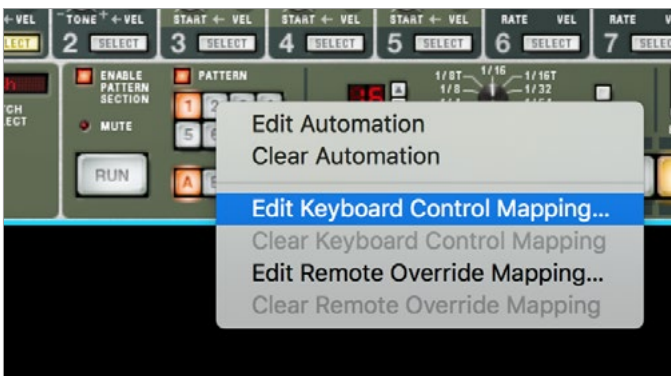 ← VEL -TONE+ ← VEL START ← VEL START ← VEL START ← VEL RATE VEL RATE
2 SELECT 3 SELECT 4 SELECT 5 SELECT 6 SELECT 7
ENABLE
PATTERN
SECTION
PATTERN
1/8T 1/16 1/16T
1/8 1/32
MUTE
RUN
1 2
5
A
16
Edit Automation
Clear Automation
Edit Keyboard Control Mapping...
Clear Keyboard Control Mapping
Edit Remote Override Mapping...
Clear Remote Override Mapping